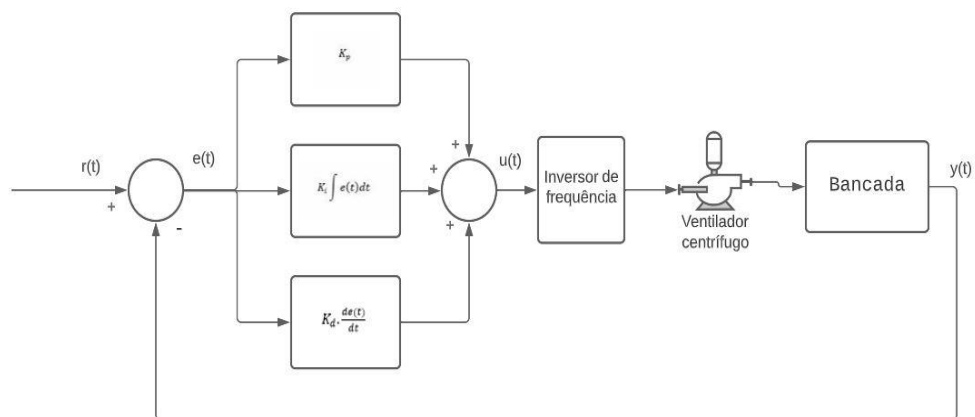 K_p
r(t)
e(t)
+
-
K_i ∫ e(t)dt
K_d. de(t)/dt
+
+
+
u(t)
Inversor de
frequência
Ventilador
centrífugo
Bancada
y(t)